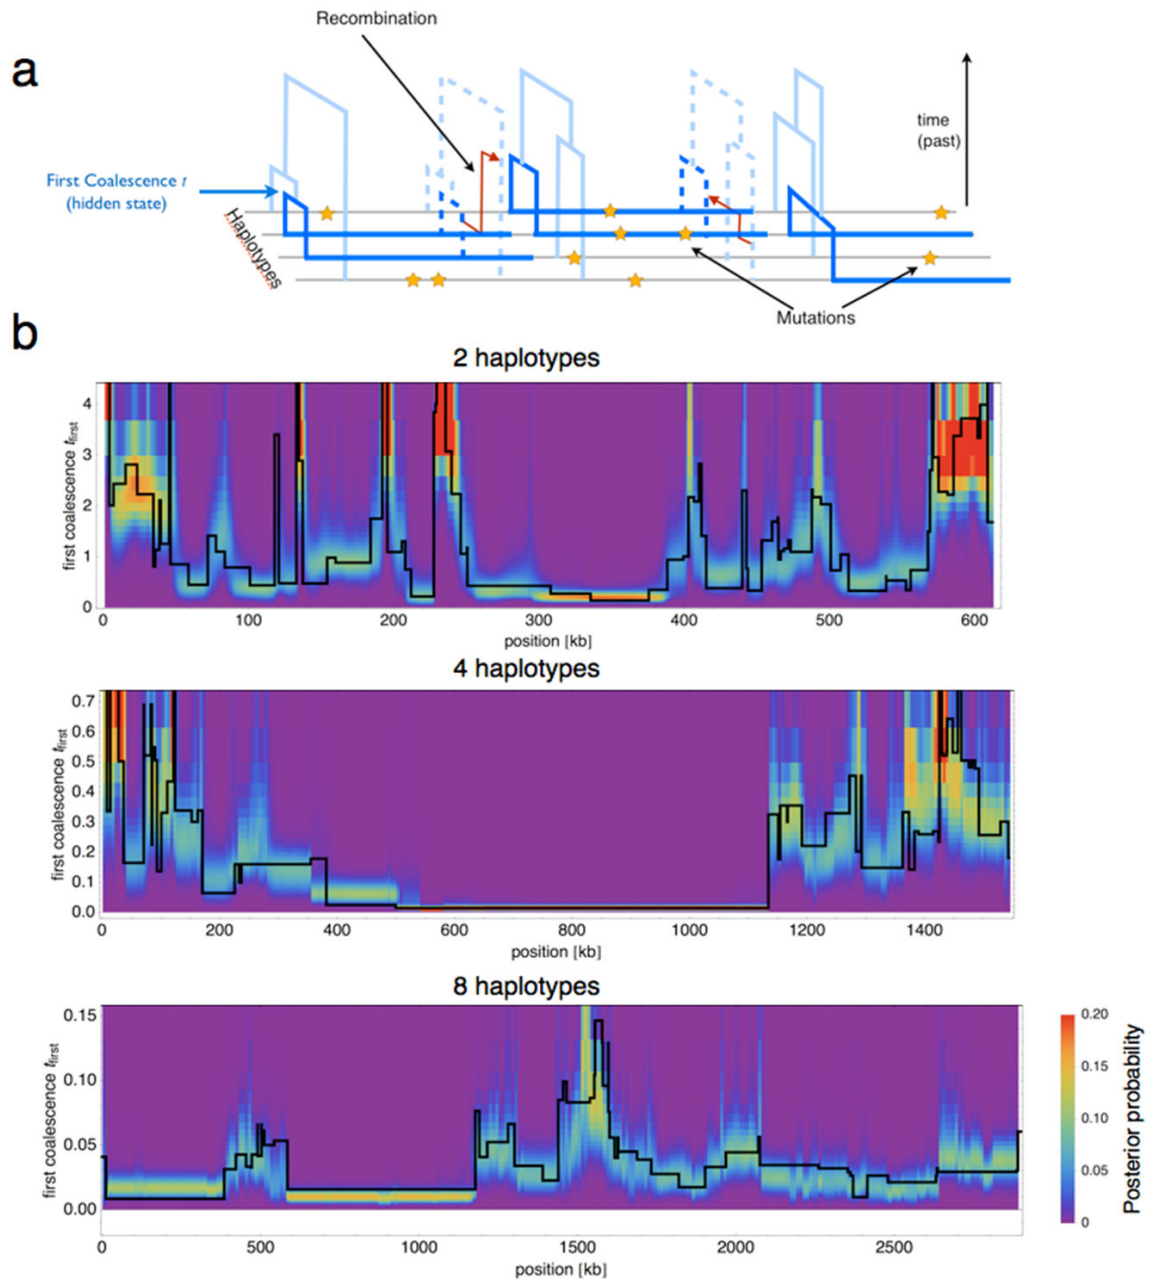 Recombination
a
time
(past)
First Coalescence t
(hidden state)
Haplotypes
Mutations
b
2 haplotypes
first coalescence tfirst
4
3
2
1
0
0 100 200 300 400 500 600
position [kb]
4 haplotypes
first coalescence tfirst
0.7
0.6
0.5
0.4
0.3
0.2
0.1
0.0
0 200 400 600 800 1000 1200 1400
position [kb]
8 haplotypes
first coalescence tfirst
0.15
0.10
0.05
0.00
0 500 1000 1500 2000 2500
position [kb]
0.20
0.15
0.10
0.05
0
Posterior probability